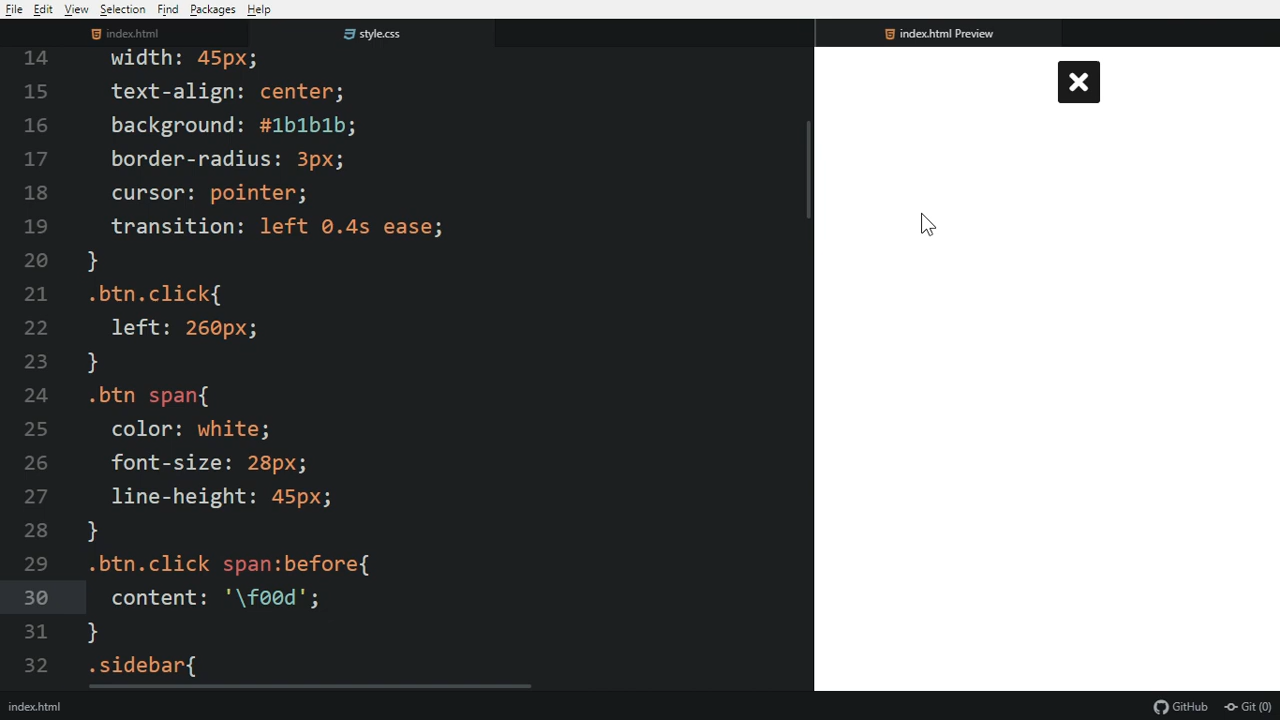 File Edit View Selection Find Packages Help
index.html style.css index.html Preview
14 width: 45px;
15 text-align: center;
16 background: #1b1b1b;
17 border-radius: 3px;
18 cursor: pointer;
19 transition: left 0.4s ease;
20 }
21 .btn.click{
22 left: 260px;
23 }
24 .btn span{
25 color: white;
26 font-size: 28px;
27 line-height: 45px;
28 }
29 .btn.click span:before{
30 content: '\f00d';
31 }
32 .sidebar{
index.html GitHub Git (0)